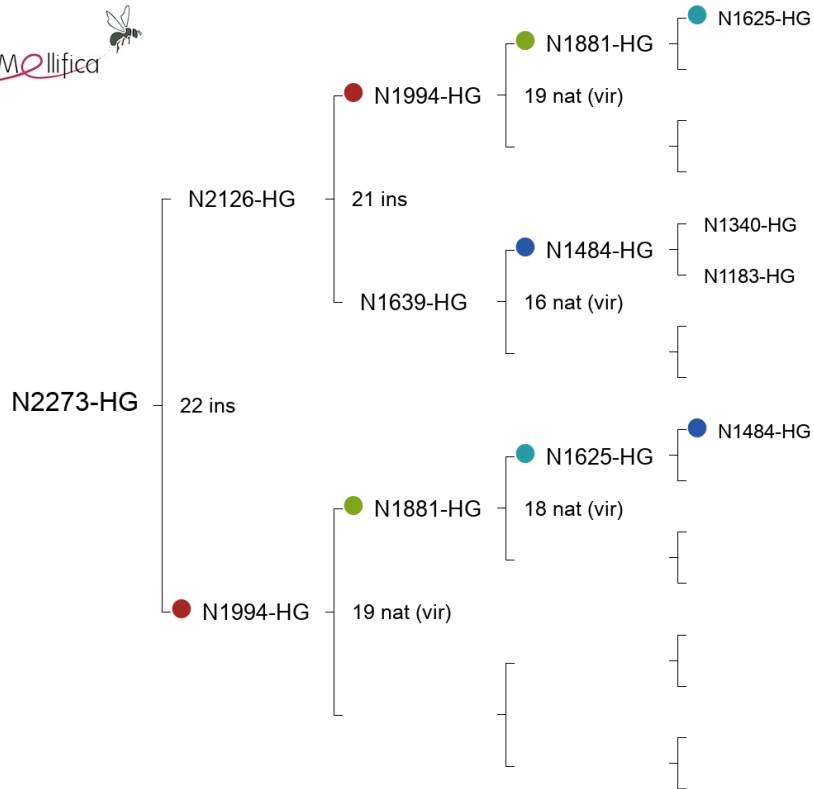 Mellifica
N1625-HG
N1881-HG
N1994-HG
19 nat (vir)
N2126-HG
21 ins
N1340-HG
N1484-HG
N1183-HG
N1639-HG
16 nat (vir)
N2273-HG
22 ins
N1484-HG
N1625-HG
N1881-HG
18 nat (vir)
N1994-HG
19 nat (vir)